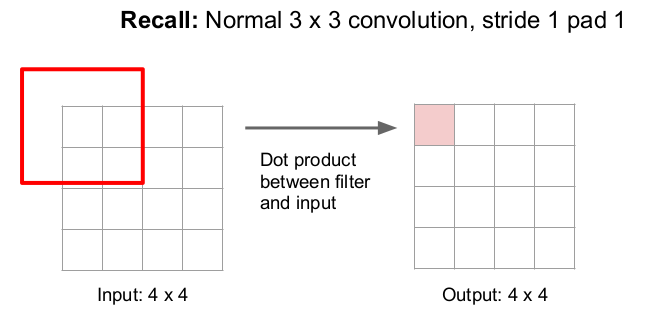 Recall: Normal 3 x 3 convolution, stride 1 pad 1
Dot product
between filter
and input
Input: 4 x 4
Output: 4 x 4